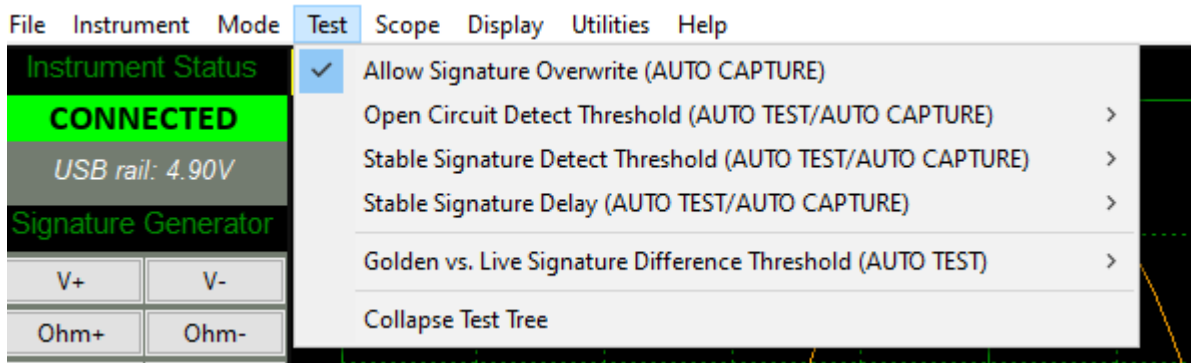 File Instrument Mode Test Scope Display Utilities Help
Instrument Status
CONNECTED
USB rail: 4.90V
Signature Generator
V+ V-
Ohm+ Ohm-
Allow Signature Overwrite (AUTO CAPTURE)
Open Circuit Detect Threshold (AUTO TEST/AUTO CAPTURE)
Stable Signature Detect Threshold (AUTO TEST/AUTO CAPTURE)
Stable Signature Delay (AUTO TEST/AUTO CAPTURE)
Golden vs. Live Signature Difference Threshold (AUTO TEST)
Collapse Test Tree